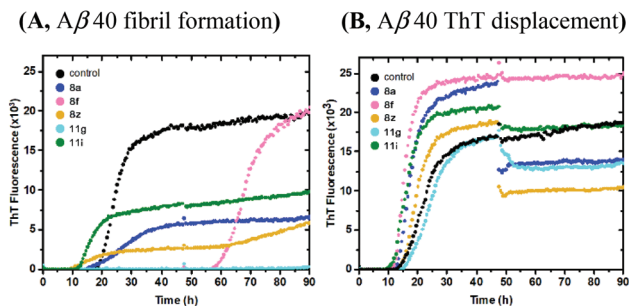 (A, Aβ40 fibril formation)
(B, Aβ40 ThT displacement)
ThT Fluorescence (x10³)
25
20
15
10
5
0
control
8a
8f
8z
11g
11i
0 10 20 30 40 50 60 70 80 90
Time (h)
ThT Fluorescence (x10³)
25
20
15
10
5
0
control
8a
8f
8z
11g
11i
0 10 20 30 40 50 60 70 80 90
Time (h)